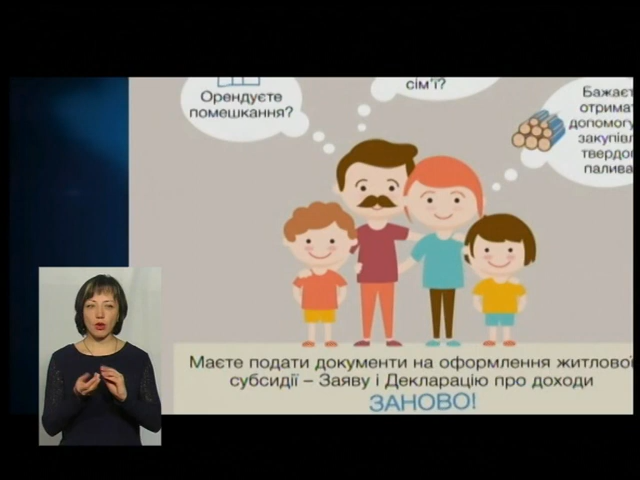 Орендуєте
помешкання?
сім'ї?
Бажаєт
отримат
допомогу
закупівл
твердог
палива
Маєте подати документи на оформлення житлової
субсидії – Заяву і Декларацію про доходи
ЗАНОВО!